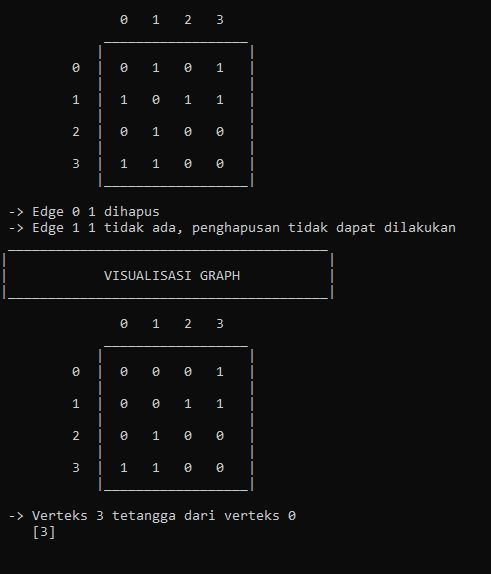 0 1 2 3
0 0 1 0 1
1 1 0 1 1
2 0 1 0 0
3 1 1 0 0
-> Edge 0 1 dihapus
-> Edge 1 1 tidak ada, penghapusan tidak dapat dilakukan
VISUALISASI GRAPH
0 1 2 3
0 0 0 0 1
1 0 0 1 1
2 0 1 0 0
3 1 1 0 0
-> Verteks 3 tetangga dari verteks 0
[3]